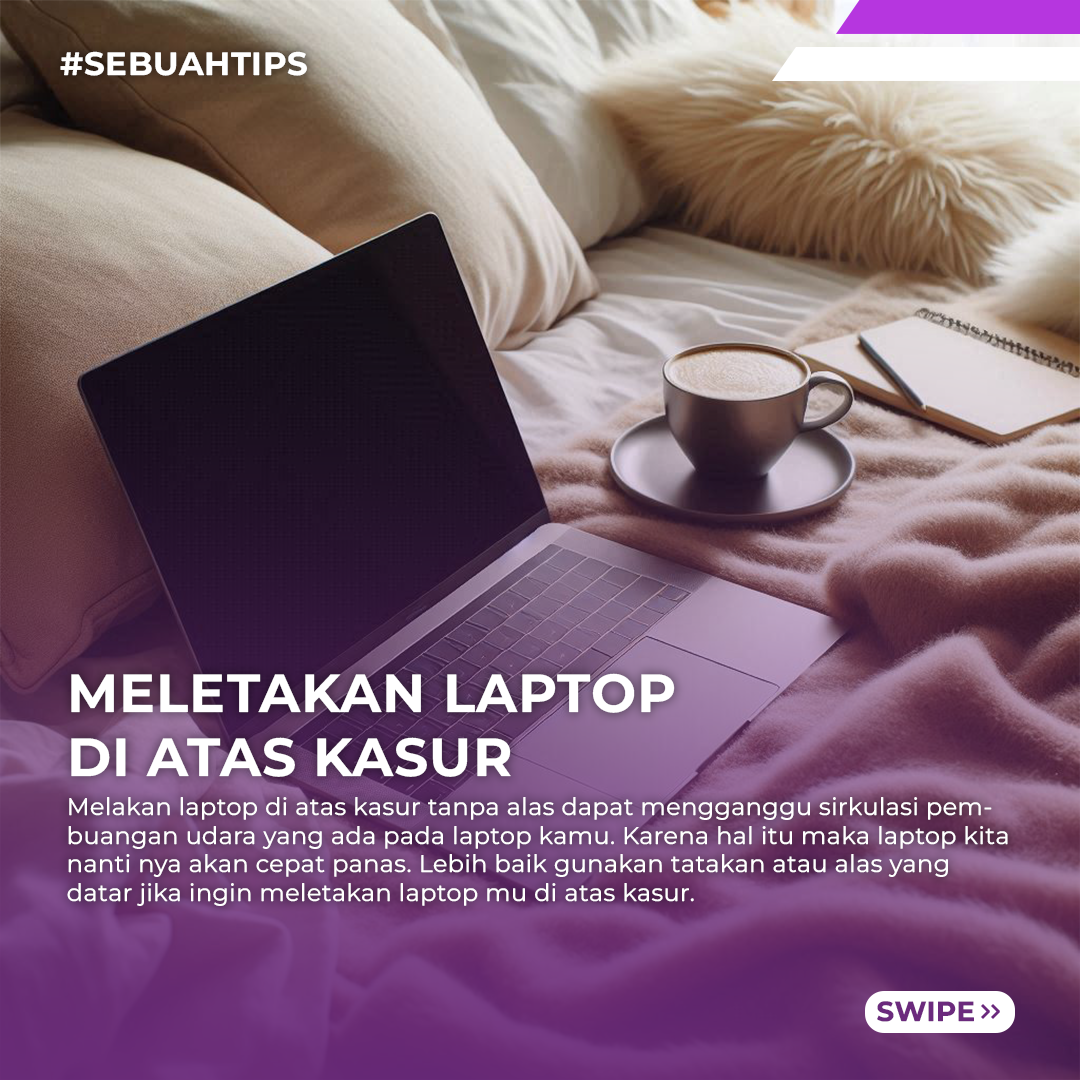 #SEBUAHTIPS
MELETAKAN LAPTOP
DI ATAS KASUR
Melakan laptop di atas kasur tanpa alas dapat mengganggu sirkulasi pem-
buangan udara yang ada pada laptop kamu. Karena hal itu maka laptop kita
nanti nya akan cepat panas. Lebih baik gunakan tatakan atau alas yang
datar jika ingin meletakan laptop mu di atas kasur.
SWIPE >>